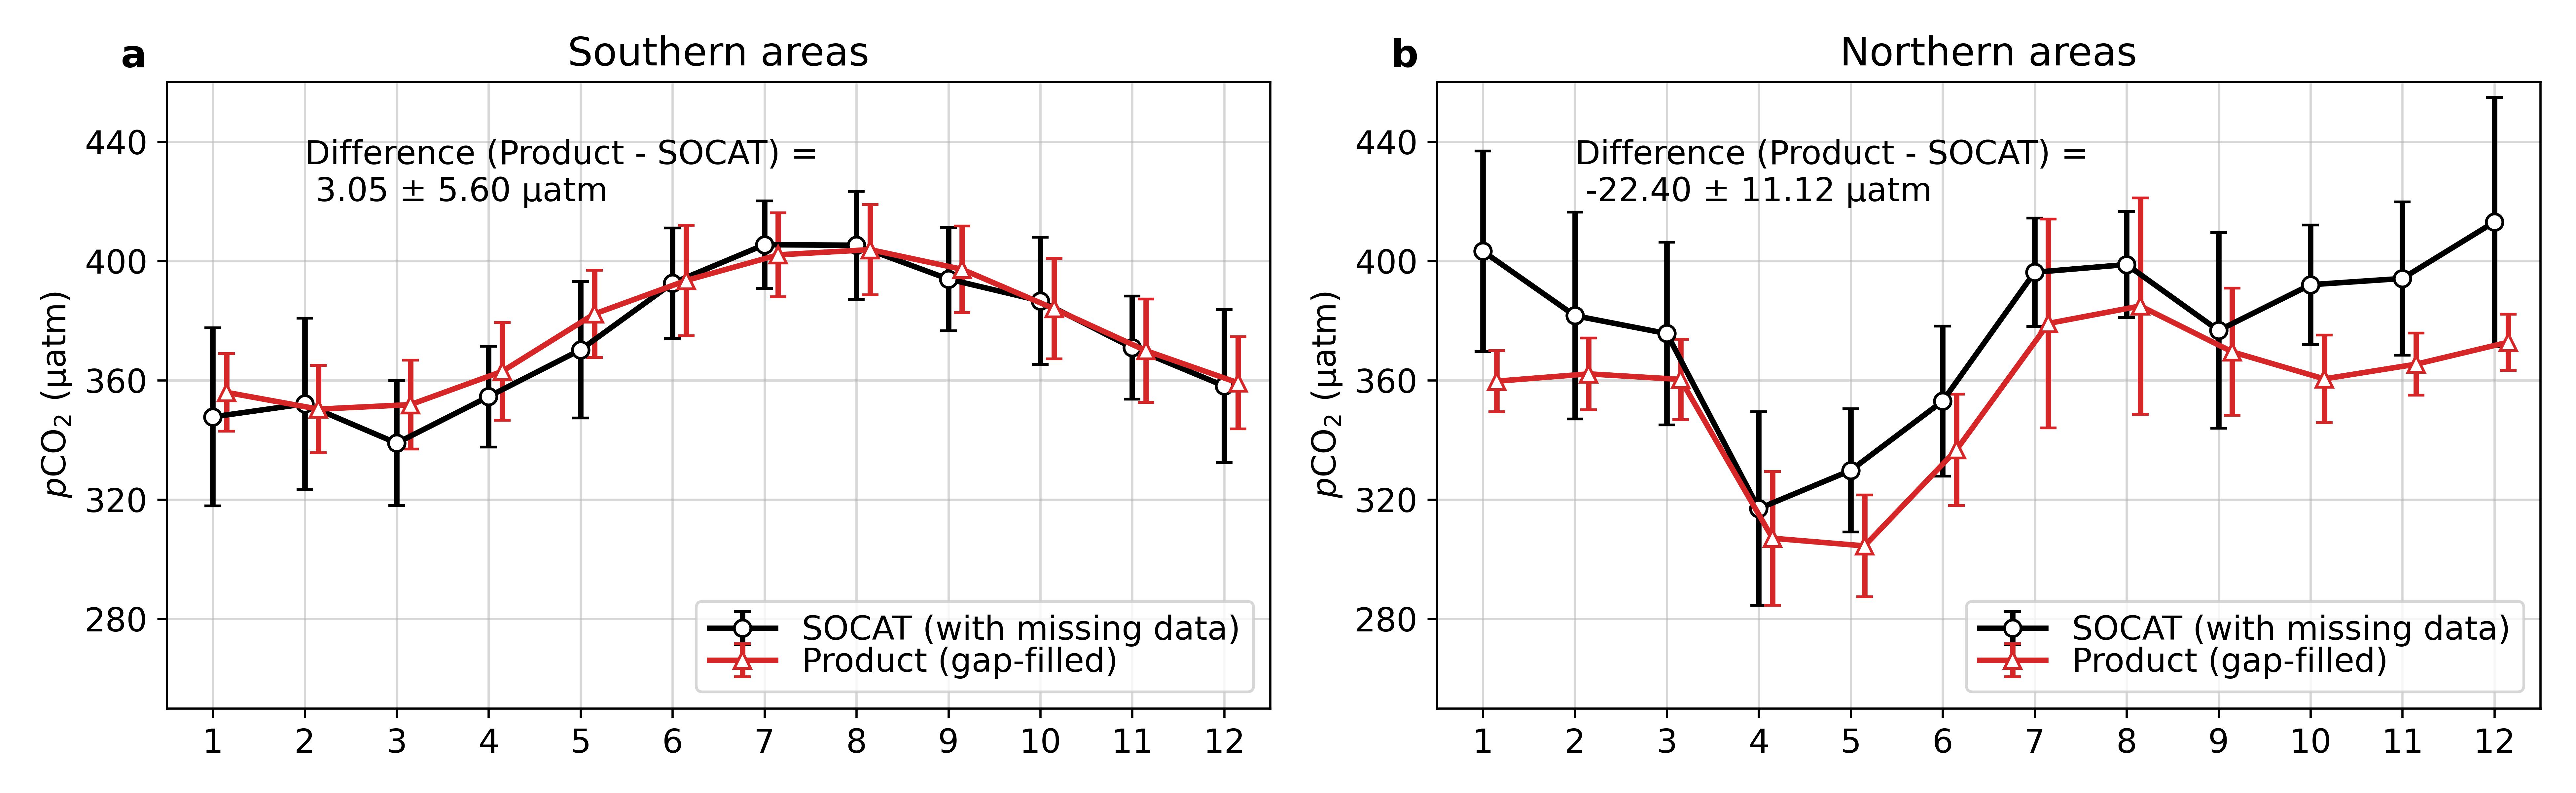 a
Southern areas
Difference (Product - SOCAT) =
3.05 ± 5.60 µatm
440
400
360
320
280
pCO₂ (µatm)
SOCAT (with missing data)
Product (gap-filled)
1 2 3 4 5 6 7 8 9 10 11 12
b
Northern areas
Difference (Product - SOCAT) =
-22.40 ± 11.12 µatm
440
400
360
320
280
pCO₂ (µatm)
SOCAT (with missing data)
Product (gap-filled)
1 2 3 4 5 6 7 8 9 10 11 12